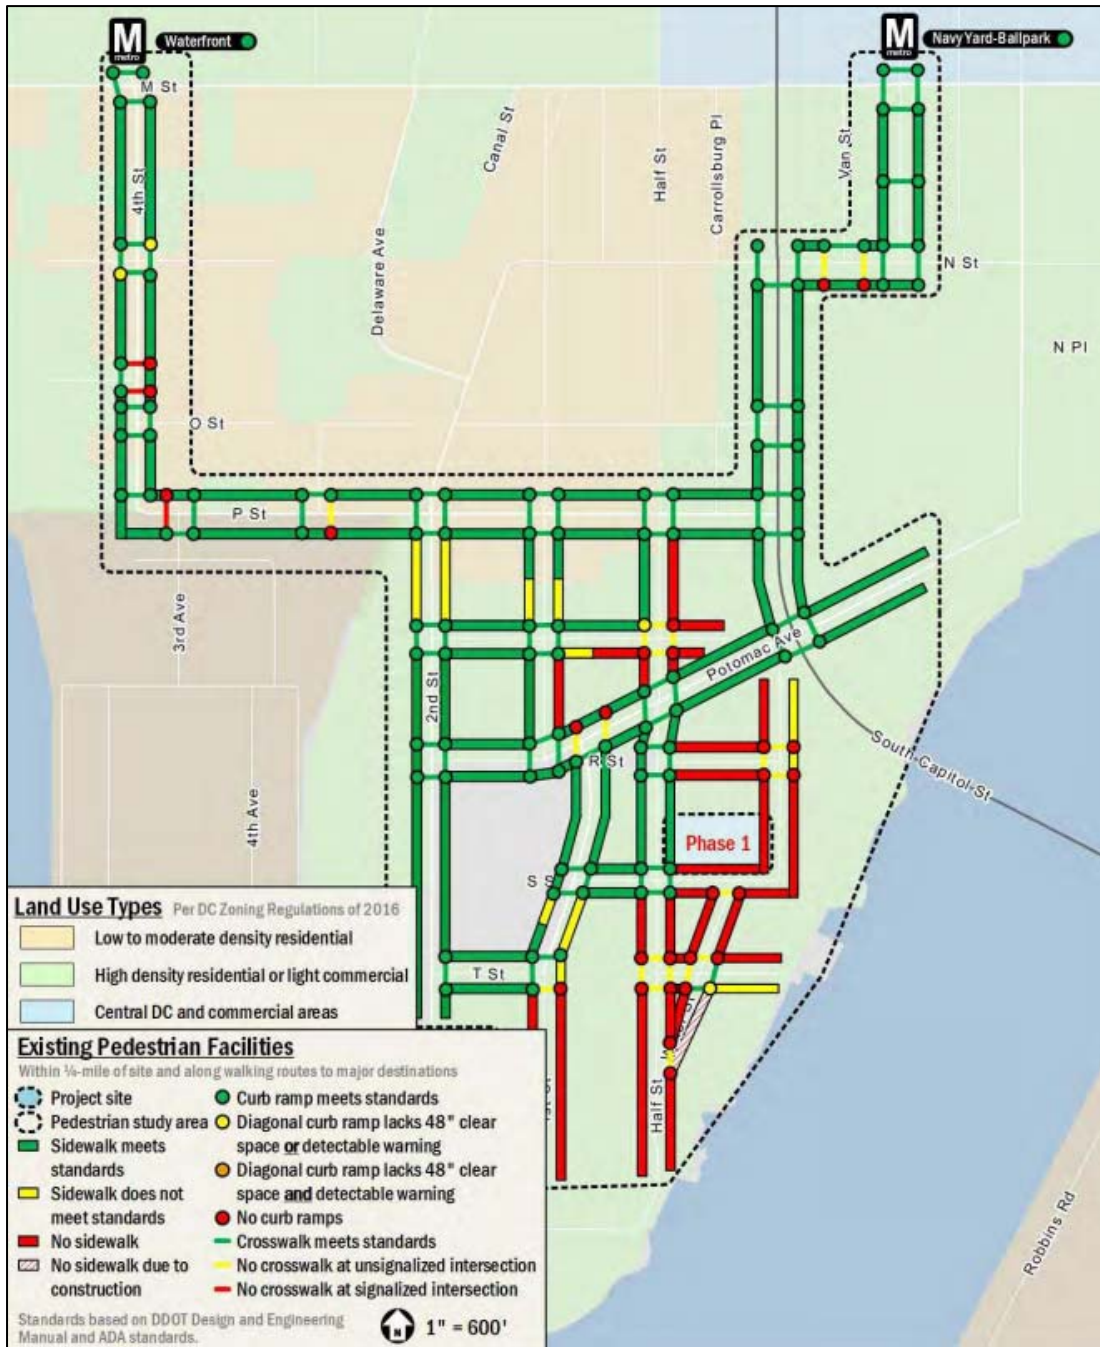 M
metro
Waterfront
M
metro
Navy Yard-Ballpark
M St
4th St
Canal St
Half St
Carrollsburg Pl
Van St
Delaware Ave
N St
N Pl
O St
P St
3rd Ave
2nd St
Potomac Ave
R St
South Capitol St
4th Ave
Phase 1
S S
T St
Half St
Robbins Rd
Land Use Types Per DC Zoning Regulations of 2016
Low to moderate density residential
High density residential or light commercial
Central DC and commercial areas
Existing Pedestrian Facilities
Within ¼-mile of site and along walking routes to major destinations
Project site
Pedestrian study area
Sidewalk meets
standards
Sidewalk does not
meet standards
No sidewalk
No sidewalk due to
construction
Curb ramp meets standards
Diagonal curb ramp lacks 48" clear
space or detectable warning
Diagonal curb ramp lacks 48" clear
space and detectable warning
No curb ramps
Crosswalk meets standards
No crosswalk at unsignalized intersection
No crosswalk at signalized intersection
Standards based on DDOT Design and Engineering
Manual and ADA standards.
N
1" = 600'